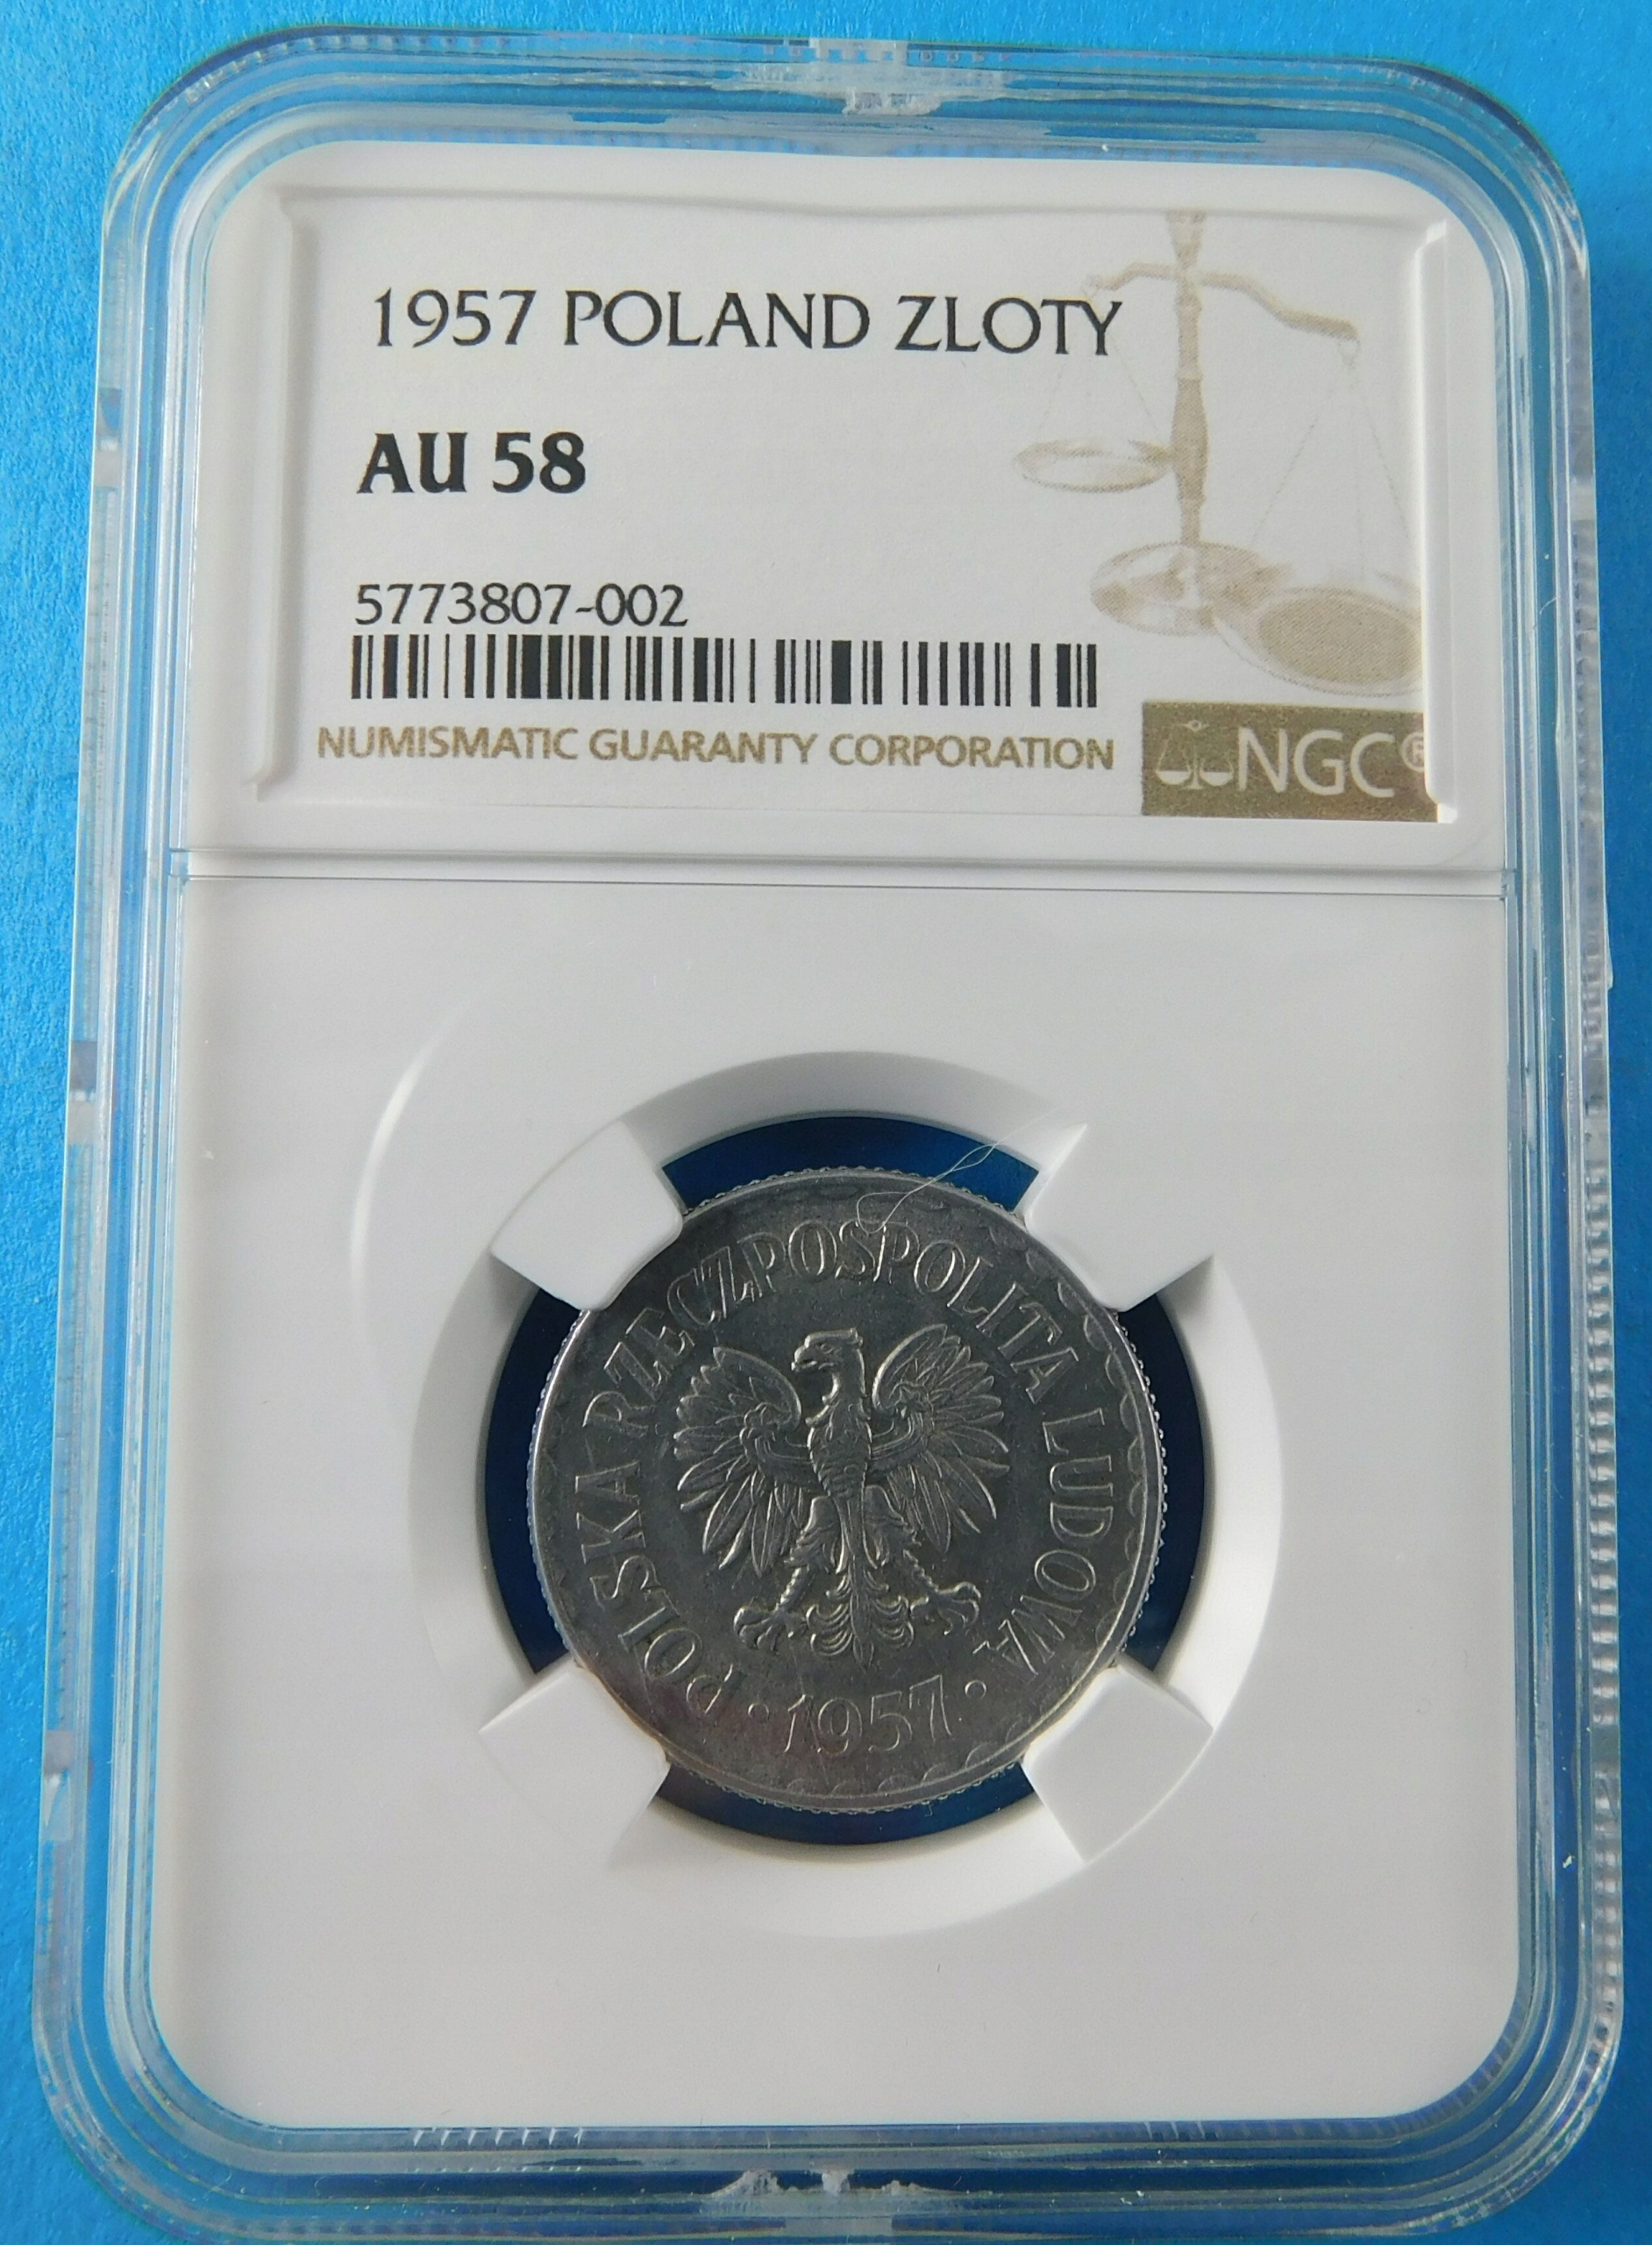 1957 POLAND ZLOTY
AU 58
5773807-002
NUMISMATIC GUARANTY CORPORATION
NGC®
POLSKA RZECZPOSPOLITA LUDOWA
· 1957 ·